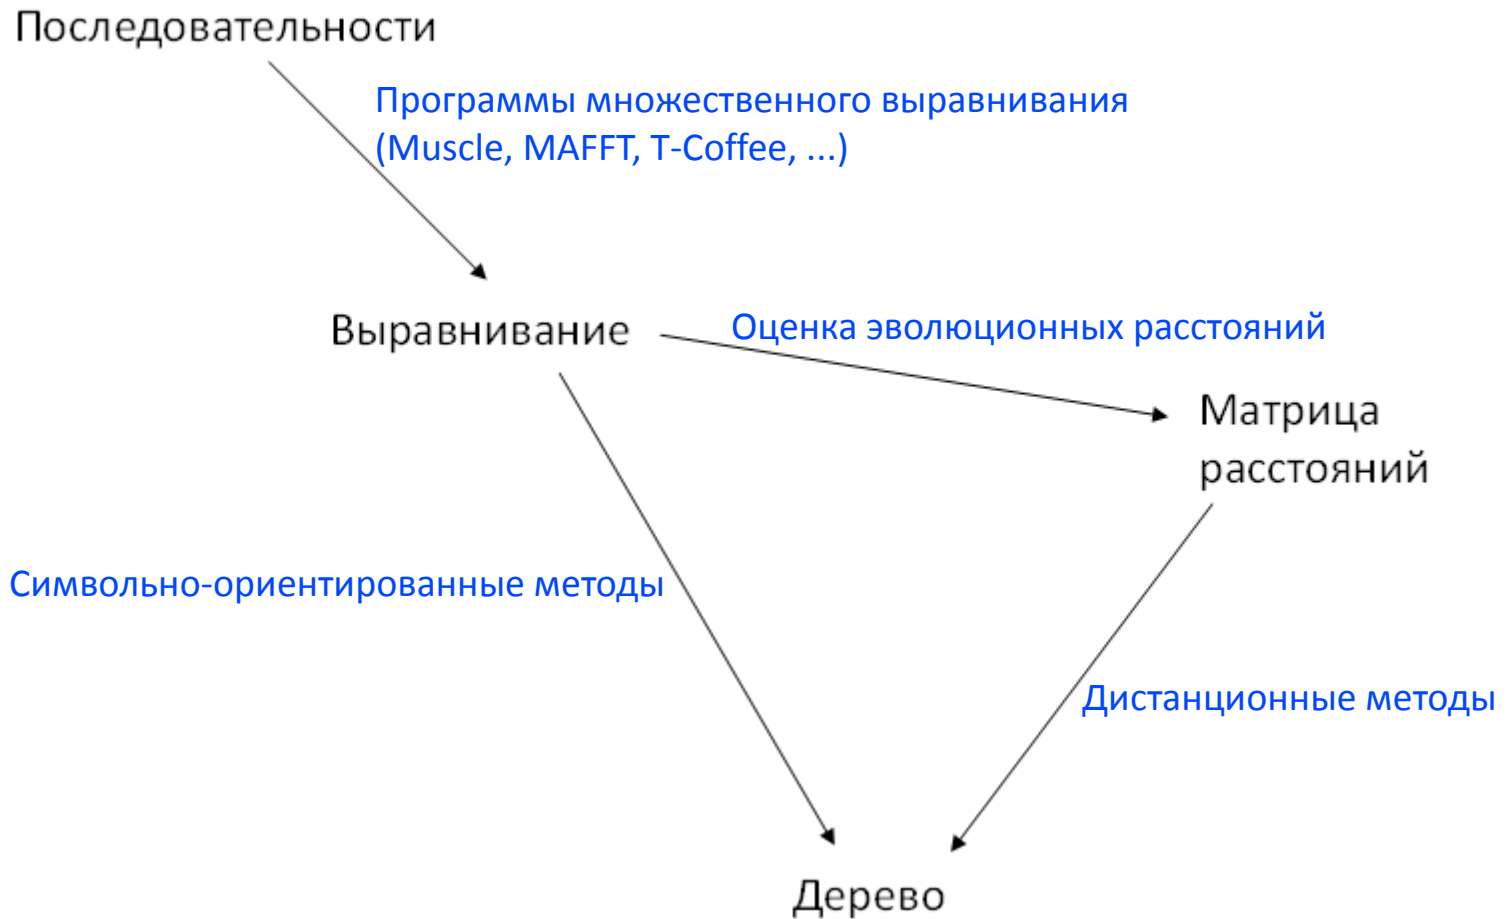 Последовательности
Программы множественного выравнивания
(Muscle, MAFFT, T-Coffee, ...)
Выравнивание
Оценка эволюционных расстояний
Матрица
расстояний
Символьно-ориентированные методы
Дистанционные методы
Дерево